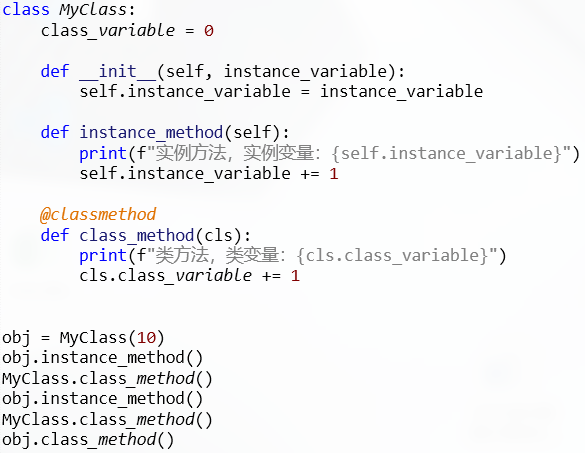 class MyClass:
    class_variable = 0

    def __init__(self, instance_variable):
        self.instance_variable = instance_variable

    def instance_method(self):
        print(f"实例方法，实例变量：{self.instance_variable}")
        self.instance_variable += 1

    @classmethod
    def class_method(cls):
        print(f"类方法，类变量：{cls.class_variable}")
        cls.class_variable += 1


obj = MyClass(10)
obj.instance_method()
MyClass.class_method()
obj.instance_method()
MyClass.class_method()
obj.class_method()